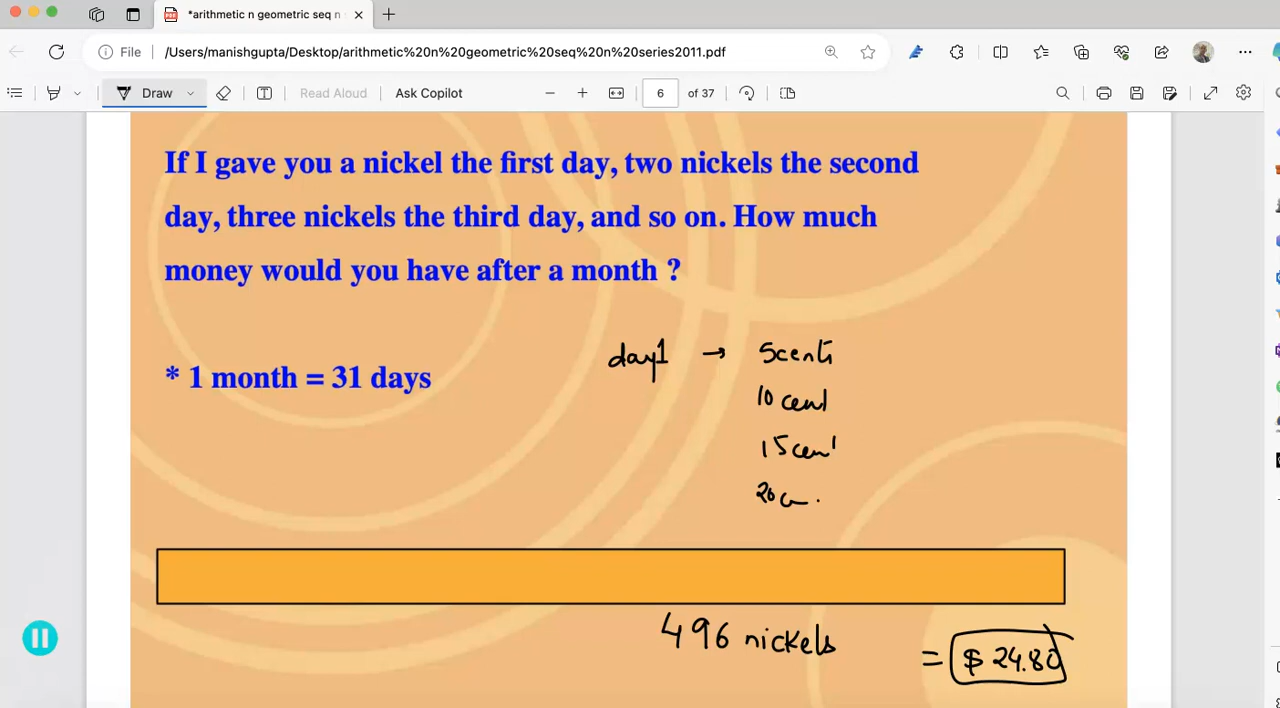 *arithmetic n geometric seq n
File
/Users/manishgupta/Desktop/arithmetic%20n%20geometric%20seq%20n%20series2011.pdf
Draw
Read Aloud
Ask Copilot
6 of 37
If I gave you a nickel the first day, two nickels the second
day, three nickels the third day, and so on. How much
money would you have after a month ?
day1 → 5cents
* 1 month = 31 days
10 cent
15 cent
496 nickels
= $ 24.80